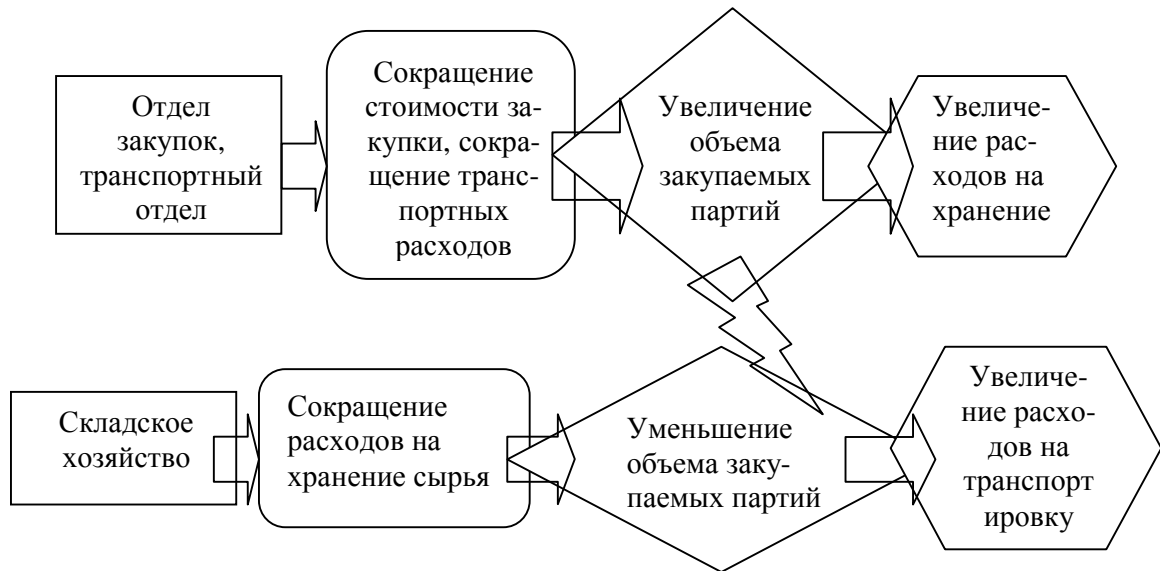 Отдел
закупок,
транспортный
отдел
Сокращение
стоимости за-
купки, сокра-
щение транс-
портных
расходов
Увеличение
объема
закупаемых
партий
Увеличе-
ние рас-
ходов на
хранение
Складское
хозяйство
Сокращение
расходов на
хранение сырья
Уменьшение
объема заку-
паемых партий
Увеличе-
ние расхо-
дов на
транспорт
ировку